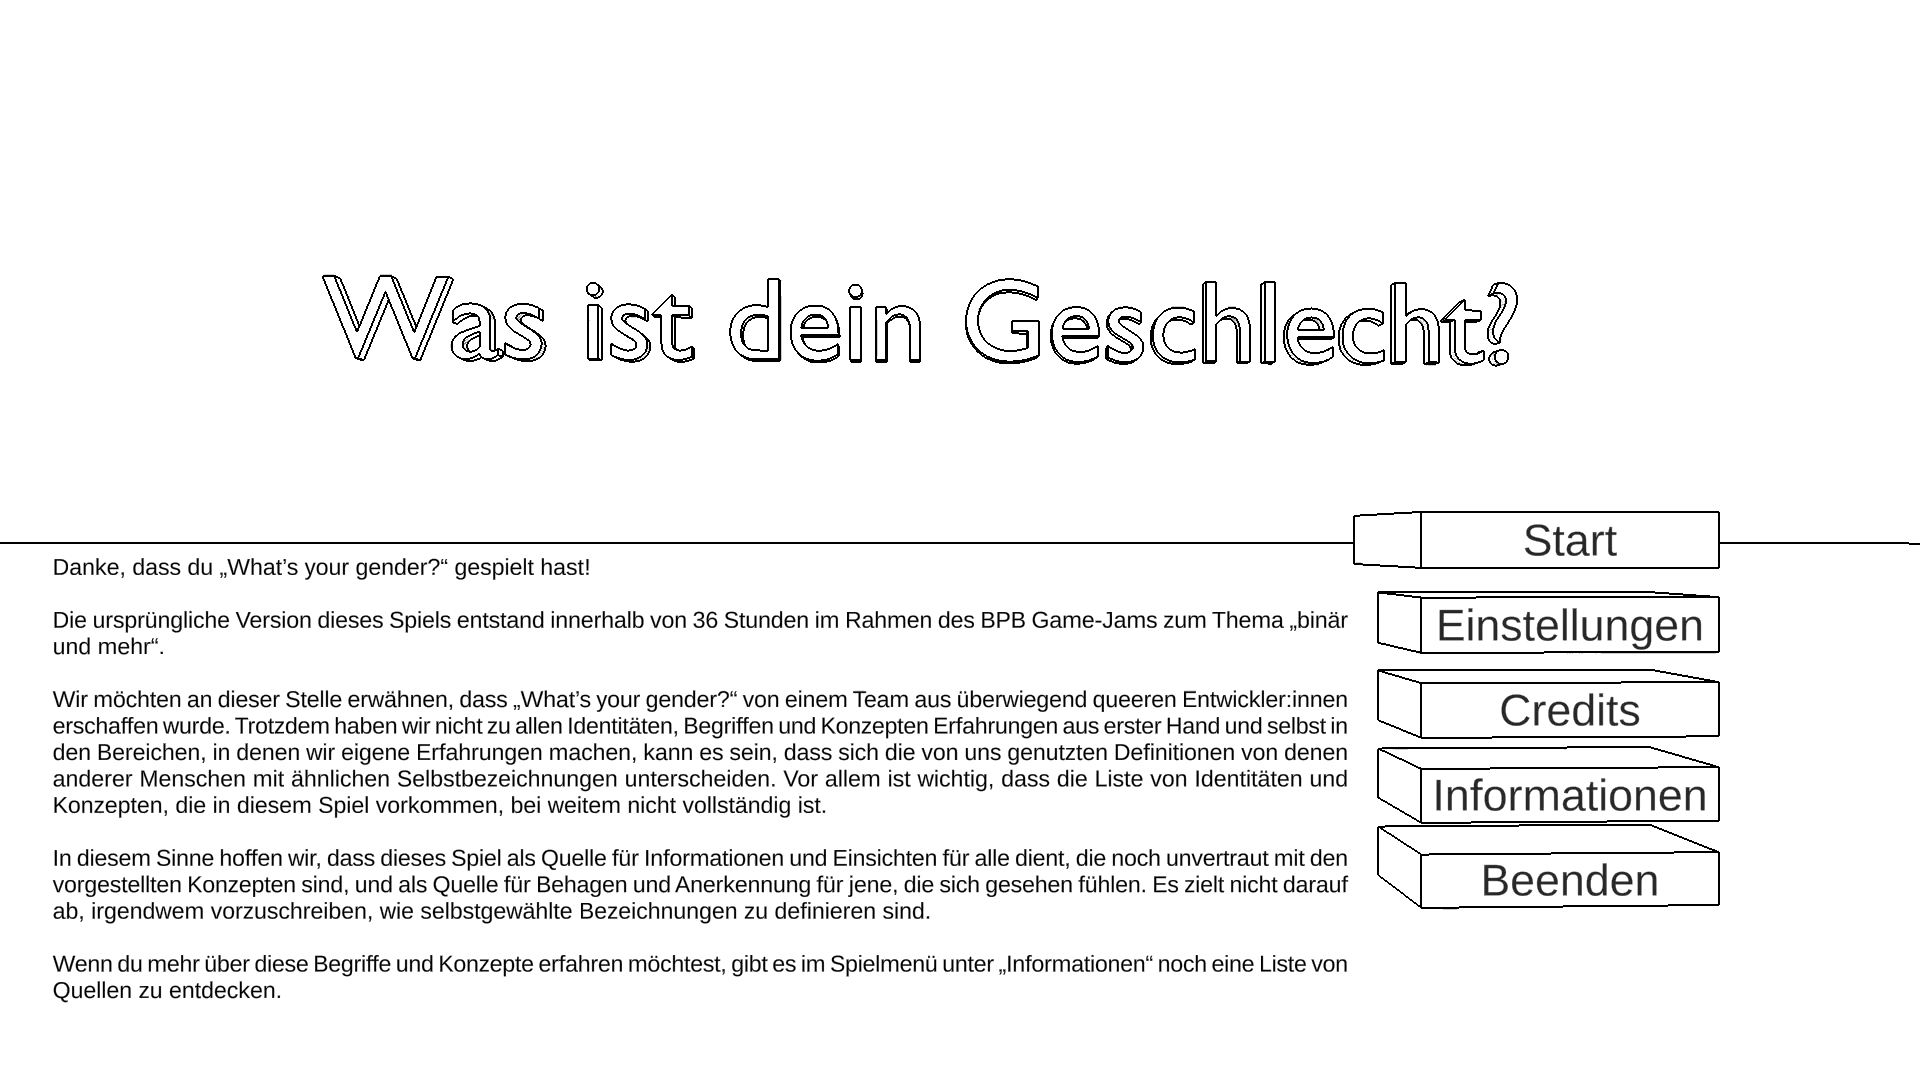 Was ist dein Geschlecht?
Start
Einstellungen
Credits
Informationen
Beenden
Danke, dass du „What’s your gender?“ gespielt hast!
Die ursprüngliche Version dieses Spiels entstand innerhalb von 36 Stunden im Rahmen des BPB Game-Jams zum Thema „binär
und mehr“.
Wir möchten an dieser Stelle erwähnen, dass „What’s your gender?“ von einem Team aus überwiegend queeren Entwickler:innen
erschaffen wurde. Trotzdem haben wir nicht zu allen Identitäten, Begriffen und Konzepten Erfahrungen aus erster Hand und selbst in
den Bereichen, in denen wir eigene Erfahrungen machen, kann es sein, dass sich die von uns genutzten Definitionen von denen
anderer Menschen mit ähnlichen Selbstbezeichnungen unterscheiden. Vor allem ist wichtig, dass die Liste von Identitäten und
Konzepten, die in diesem Spiel vorkommen, bei weitem nicht vollständig ist.
In diesem Sinne hoffen wir, dass dieses Spiel als Quelle für Informationen und Einsichten für alle dient, die noch unvertraut mit den
vorgestellten Konzepten sind, und als Quelle für Behagen und Anerkennung für jene, die sich gesehen fühlen. Es zielt nicht darauf
ab, irgendwem vorzuschreiben, wie selbstgewählte Bezeichnungen zu definieren sind.
Wenn du mehr über diese Begriffe und Konzepte erfahren möchtest, gibt es im Spielmenü unter „Informationen“ noch eine Liste von
Quellen zu entdecken.